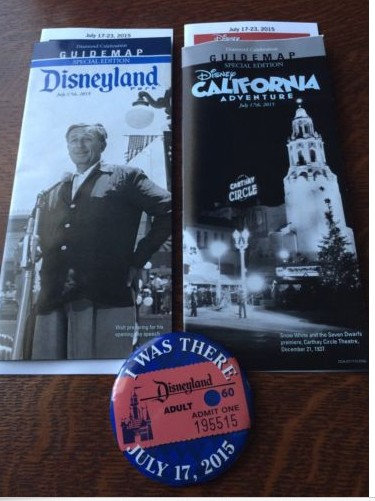 July 17-23, 2015
Diamond Celebration
GUIDEMAP
SPECIAL EDITION
Disneyland
Park
July 17th, 2015
Walt preparing for his
opening day speech.
July 17-23, 2015
Disney
Diamond Celebration
GUIDEMAP
SPECIAL EDITION
Disney
CALIFORNIA
ADVENTURE
July 17th, 2015
CARTHAY
CIRCLE
Snow White and the Seven Dwarfs
premiere, Carthay Circle Theatre,
December 21, 1937.
I WAS THERE
Disneyland
60
ADULT
ADMIT ONE
195515
JULY 17, 2015